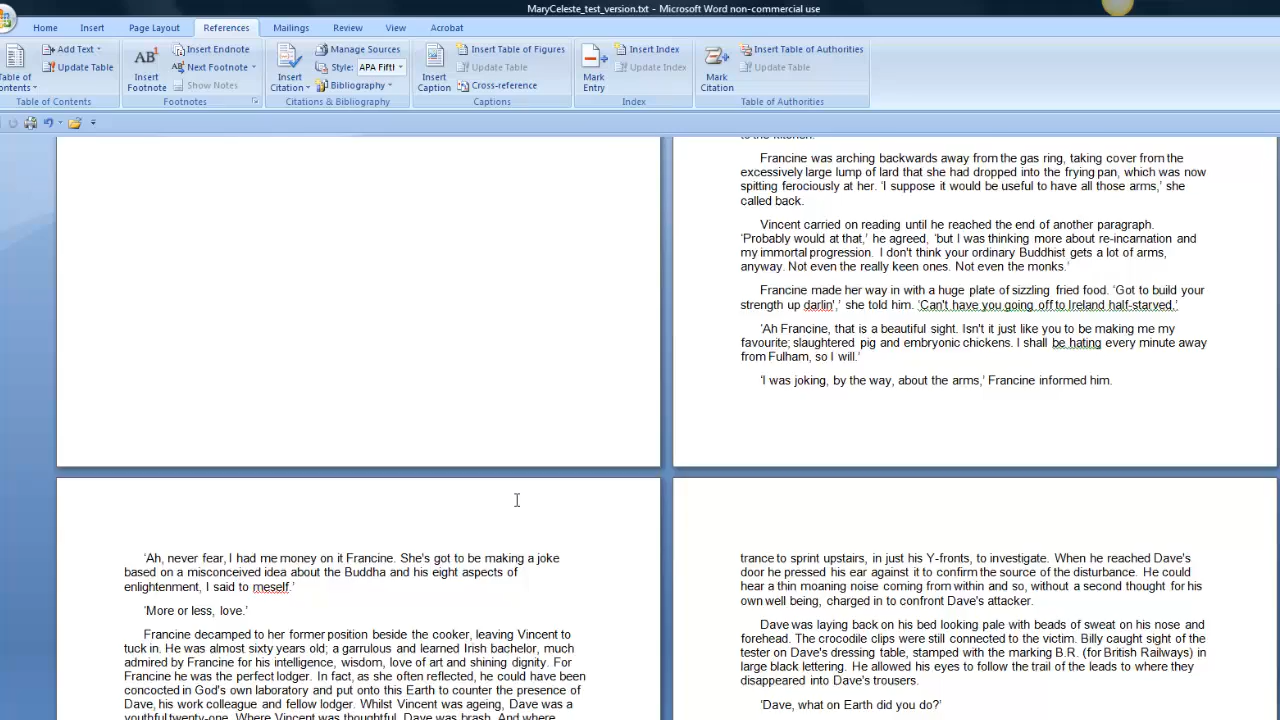 MaryCeleste_test_version.txt - Microsoft Word non-commercial use
Home Insert Page Layout References Mailings Review View Acrobat
Add Text Insert Endnote Manage Sources Insert Table of Figures Insert Index Insert Table of Authorities
Update Table Next Footnote Style: APA Fift Update Table Update Index Update Table
Show Notes Bibliography Cross-reference
Insert Footnote Insert Citation Insert Caption Mark Entry Mark Citation
Table of Contents Footnotes Citations & Bibliography Captions Index Table of Authorities
Francine was arching backwards away from the gas ring, taking cover from the
excessively large lump of lard that she had dropped into the frying pan, which was now
spitting ferociously at her. 'I suppose it would be useful to have all those arms,' she
called back.
Vincent carried on reading until he reached the end of another paragraph.
'Probably would at that,' he agreed, 'but I was thinking more about re-incarnation and
my immortal progression. I don't think your ordinary Buddhist gets a lot of arms,
anyway. Not even the really keen ones. Not even the monks.'
Francine made her way in with a huge plate of sizzling fried food. 'Got to build your
strength up darlin',' she told him. 'Can't have you going off to Ireland half-starved.'
'Ah Francine, that is a beautiful sight. Isn't it just like you to be making me my
favourite; slaughtered pig and embryonic chickens. I shall be hating every minute away
from Fulham, so I will.'
'I was joking, by the way, about the arms,' Francine informed him.
'Ah, never fear, I had me money on it Francine. She's got to be making a joke
based on a misconceived idea about the Buddha and his eight aspects of
enlightenment, I said to meself.'
'More or less, love.'
Francine decamped to her former position beside the cooker, leaving Vincent to
tuck in. He was almost sixty years old; a garrulous and learned Irish bachelor, much
admired by Francine for his intelligence, wisdom, love of art and shining dignity. For
Francine he was the perfect lodger. In fact, as she often reflected, he could have been
concocted in God's own laboratory and put onto this Earth to counter the presence of
Dave, his work colleague and fellow lodger. Whilst Vincent was ageing, Dave was a
youthful twenty-one. Where Vincent was thoughtful, Dave was brash. And where
trance to sprint upstairs, in just his Y-fronts, to investigate. When he reached Dave's
door he pressed his ear against it to confirm the source of the disturbance. He could
hear a thin moaning noise coming from within and so, without a second thought for his
own well being, charged in to confront Dave's attacker.
Dave was laying back on his bed looking pale with beads of sweat on his nose and
forehead. The crocodile clips were still connected to the victim. Billy caught sight of the
tester on Dave's dressing table, stamped with the marking B.R. (for British Railways) in
large black lettering. He allowed his eyes to follow the trail of the leads to where they
disappeared into Dave's trousers.
'Dave, what on Earth did you do?'